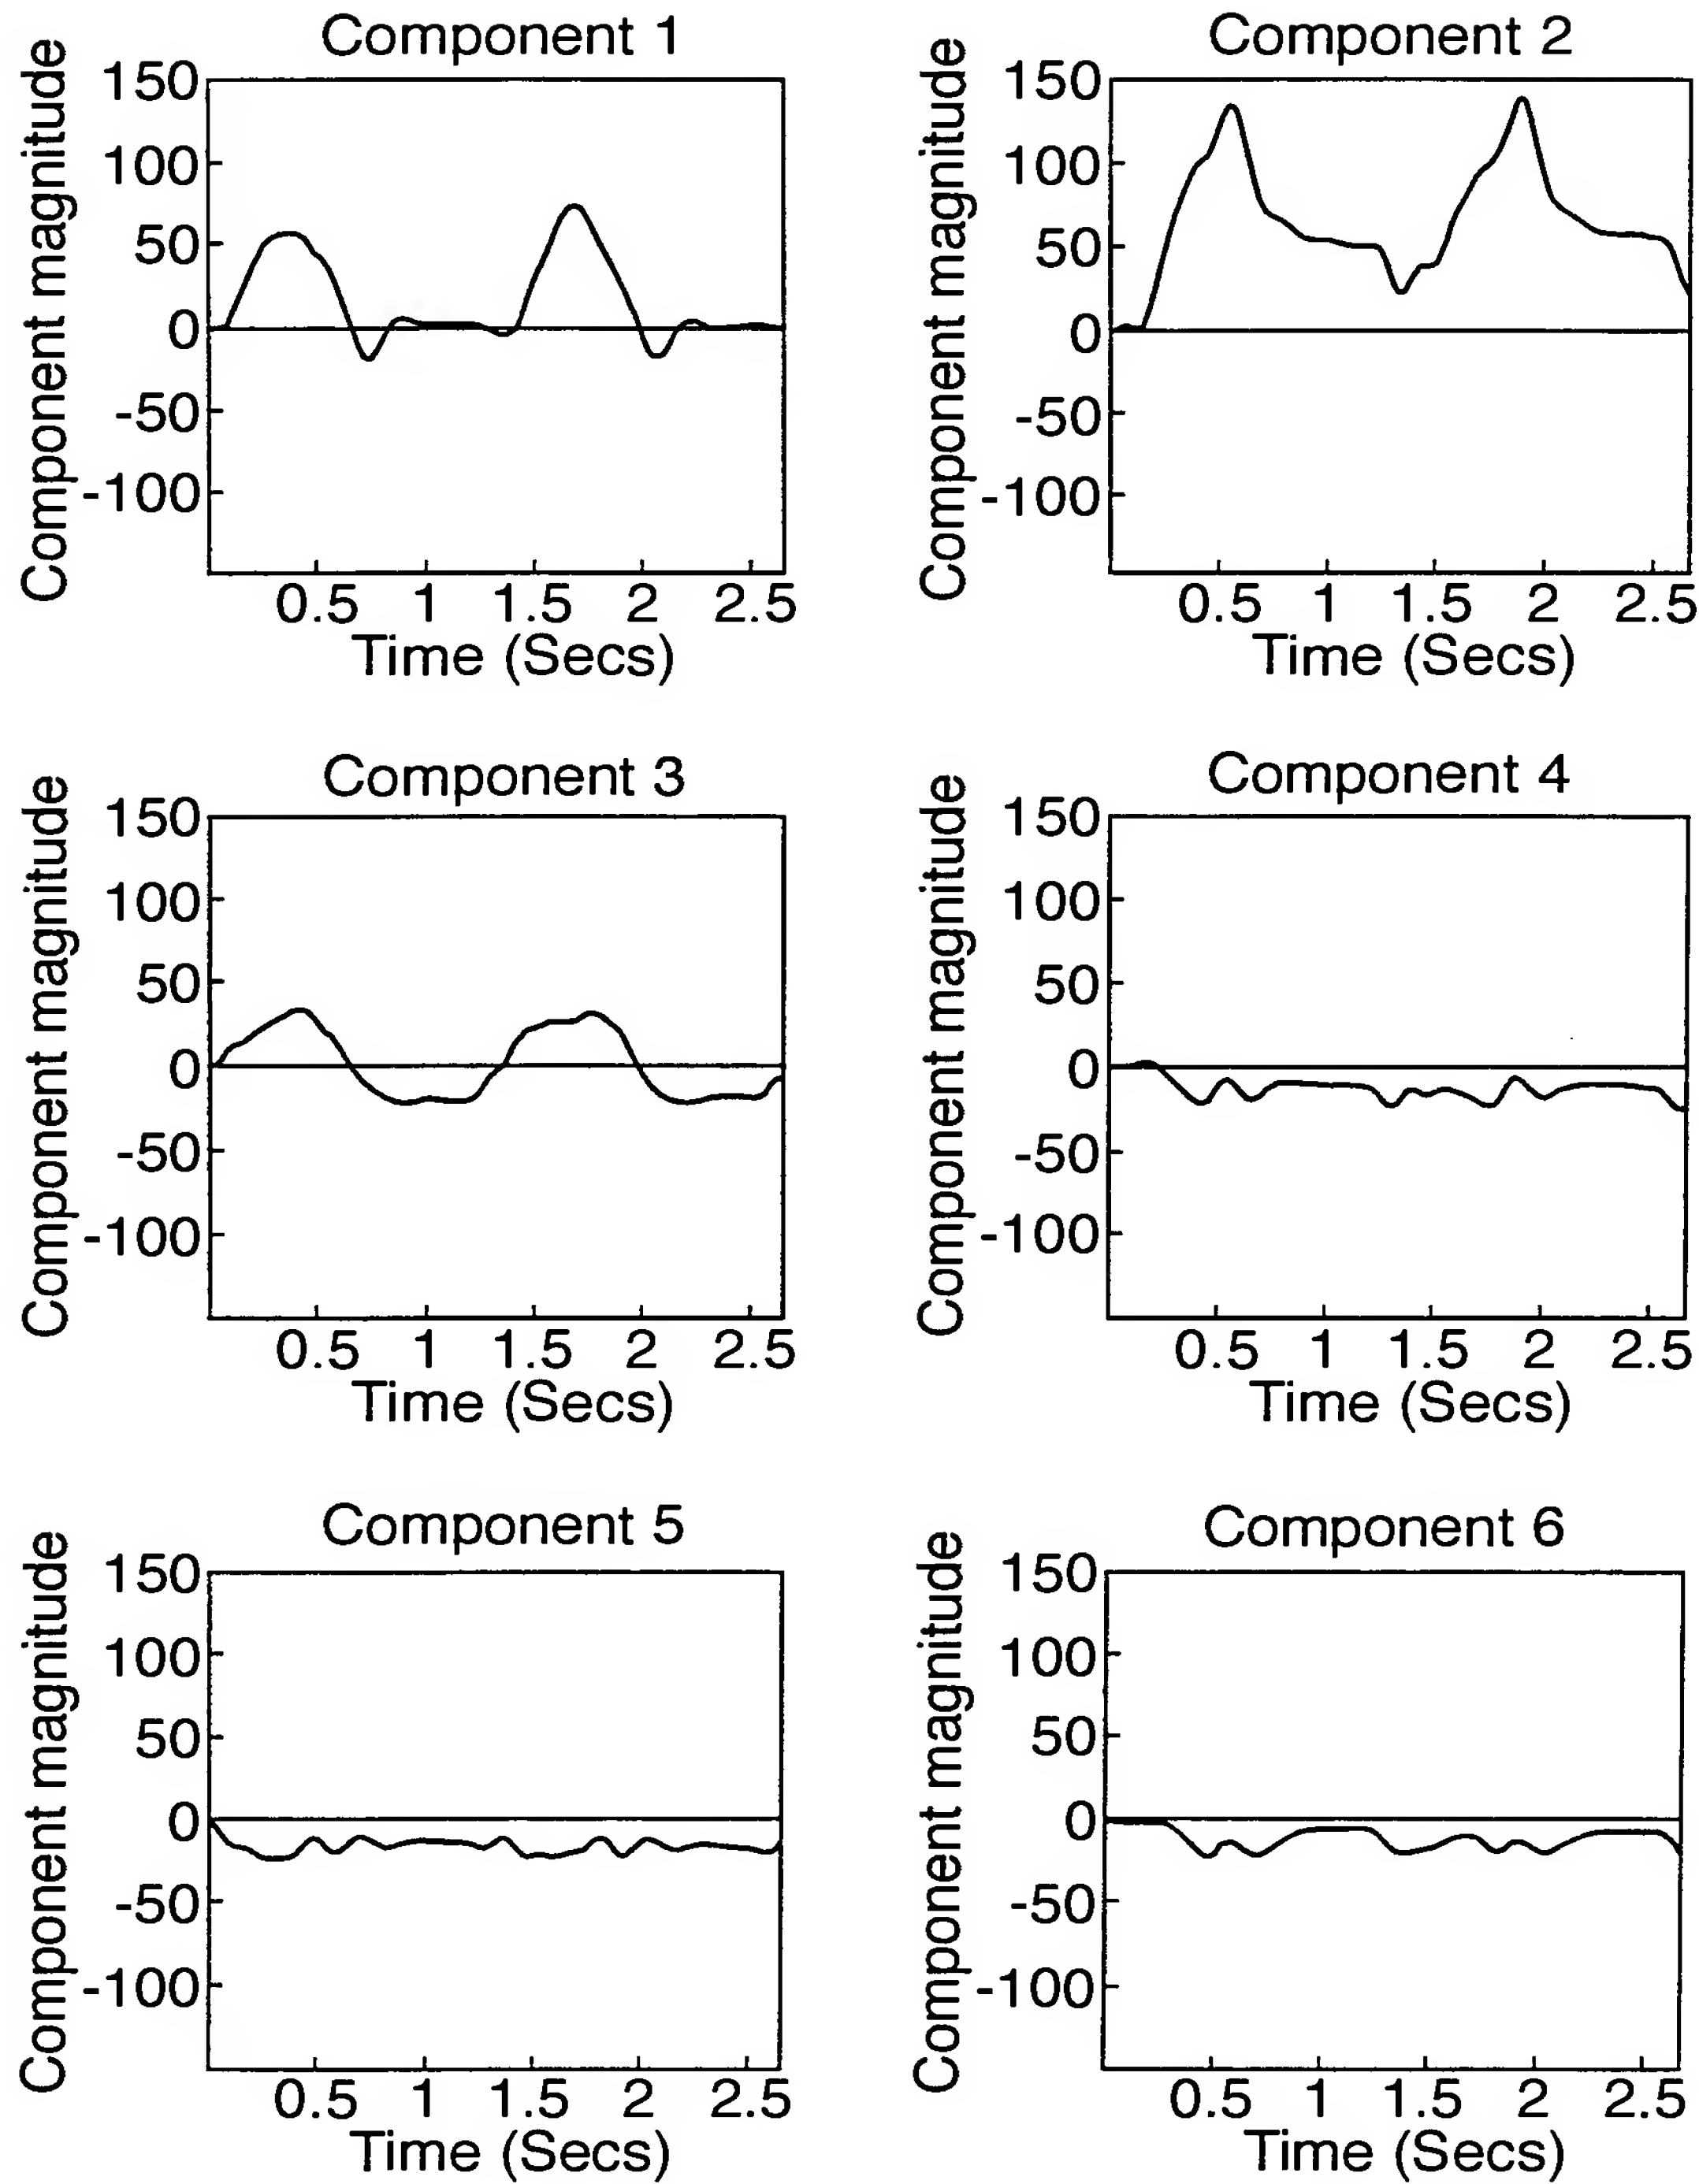 Component 1
Component magnitude
150
100
50
0
-50
-100
0.5 1 1.5 2 2.5
Time (Secs)
Component 2
Component magnitude
150
100
50
0
-50
-100
0.5 1 1.5 2 2.5
Time (Secs)
Component 3
Component magnitude
150
100
50
0
-50
-100
0.5 1 1.5 2 2.5
Time (Secs)
Component 4
Component magnitude
150
100
50
0
-50
-100
0.5 1 1.5 2 2.5
Time (Secs)
Component 5
Component magnitude
150
100
50
0
-50
-100
0.5 1 1.5 2 2.5
Time (Secs)
Component 6
Component magnitude
150
100
50
0
-50
-100
0.5 1 1.5 2 2.5
Time (Secs)